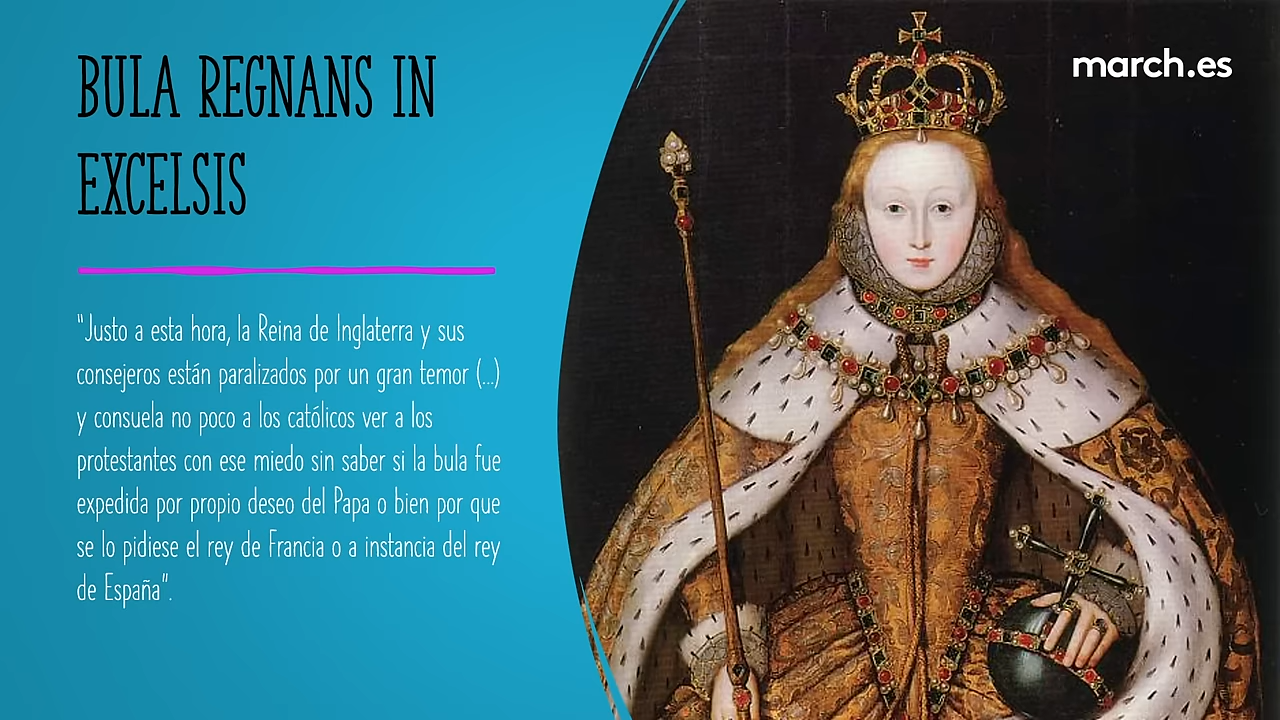 BULA REGNANS IN
EXCELSIS
march.es
“Justo a esta hora, la Reina de Inglaterra y sus
consejeros están paralizados por un gran temor (...)
y consuela no poco a los católicos ver a los
protestantes con ese miedo sin saber si la bula fue
expedida por propio deseo del Papa o bien por que
se lo pidiese el rey de Francia o a instancia del rey
de España”.